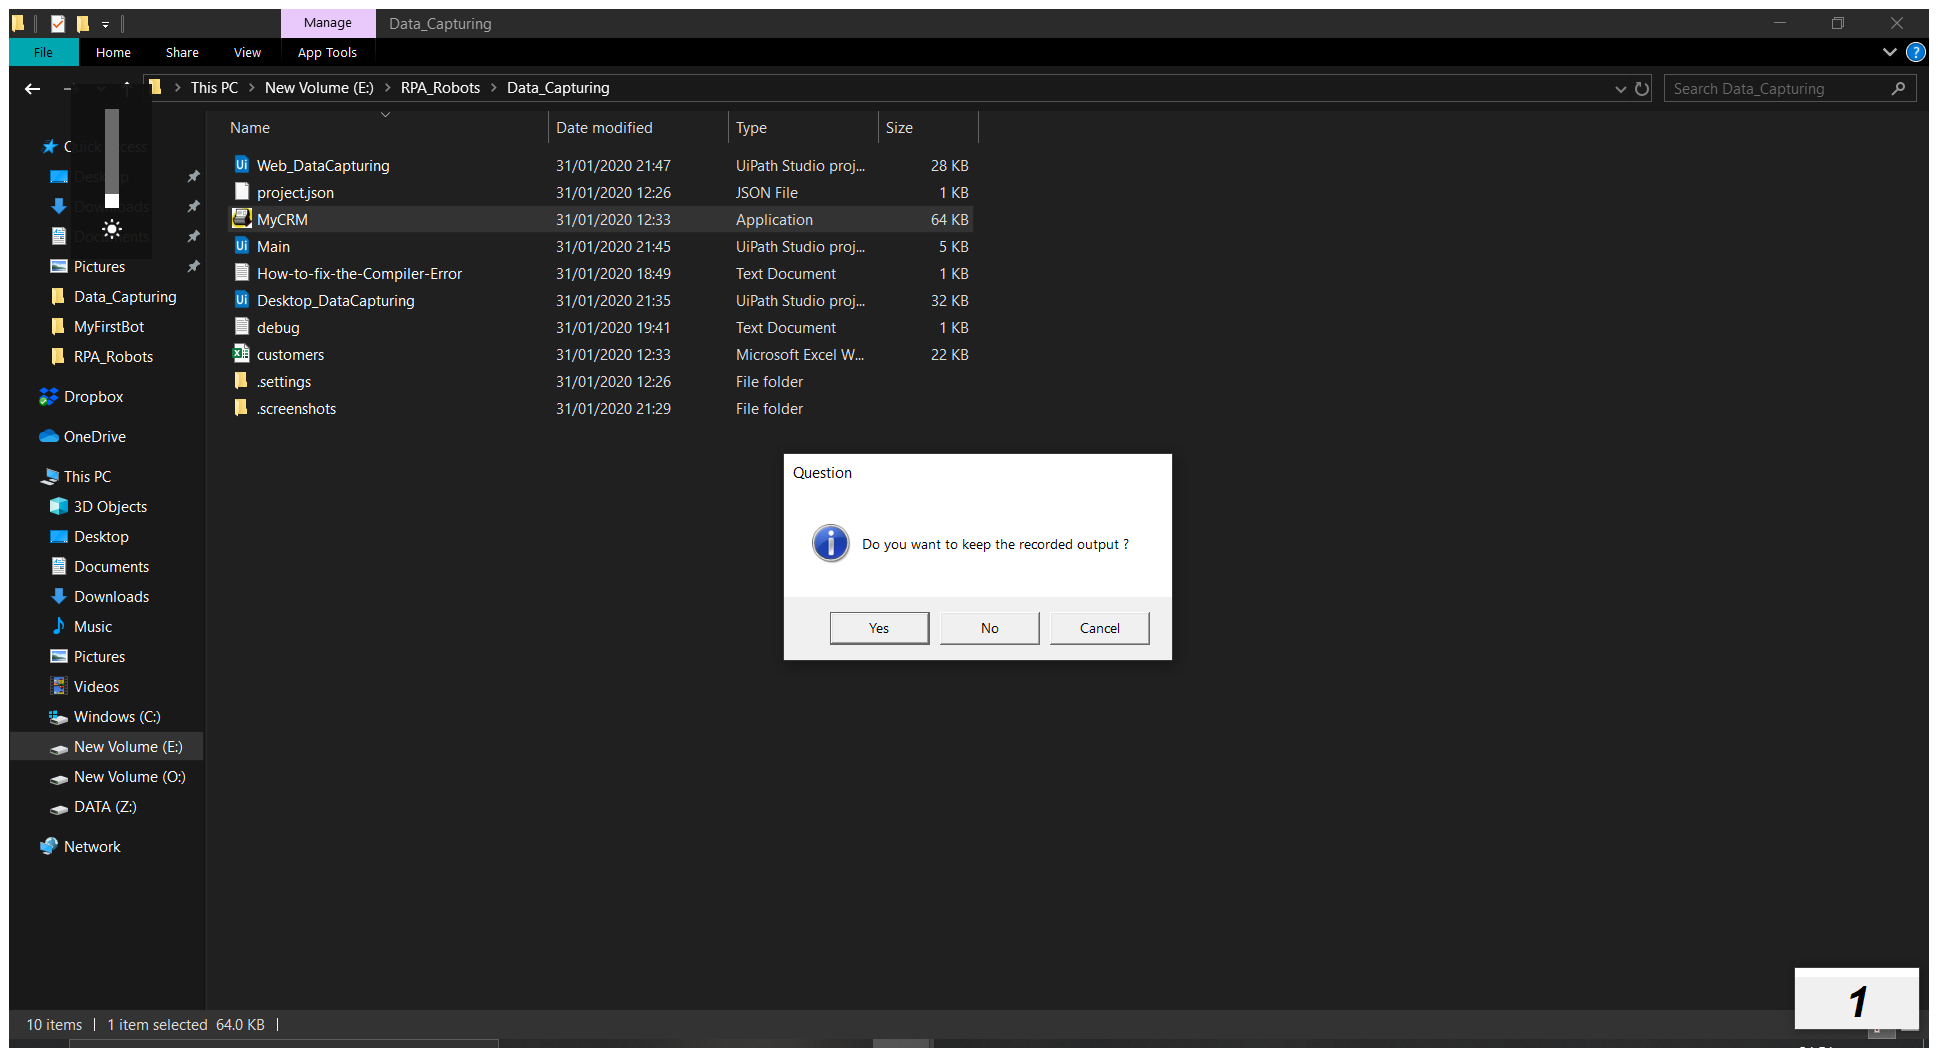 Manage
Data_Capturing
File
Home
Share
View
App Tools
This PC
New Volume (E:)
RPA_Robots
Data_Capturing
Search Data_Capturing
Name
Date modified
Type
Size
Web_DataCapturing 31/01/2020 21:47 UiPath Studio proj... 28 KB
project.json 31/01/2020 12:26 JSON File 1 KB
MyCRM 31/01/2020 12:33 Application 64 KB
Main 31/01/2020 21:45 UiPath Studio proj... 5 KB
How-to-fix-the-Compiler-Error 31/01/2020 18:49 Text Document 1 KB
Desktop_DataCapturing 31/01/2020 21:35 UiPath Studio proj... 32 KB
debug 31/01/2020 19:41 Text Document 1 KB
customers 31/01/2020 12:33 Microsoft Excel W... 22 KB
.settings 31/01/2020 12:26 File folder
.screenshots 31/01/2020 21:29 File folder
Quick access
Desktop
Downloads
Documents
Pictures
Data_Capturing
MyFirstBot
RPA_Robots
Dropbox
OneDrive
This PC
3D Objects
Desktop
Documents
Downloads
Music
Pictures
Videos
Windows (C:)
New Volume (E:)
New Volume (O:)
DATA (Z:)
Network
Question
Do you want to keep the recorded output ?
Yes
No
Cancel
10 items
1 item selected 64.0 KB
1